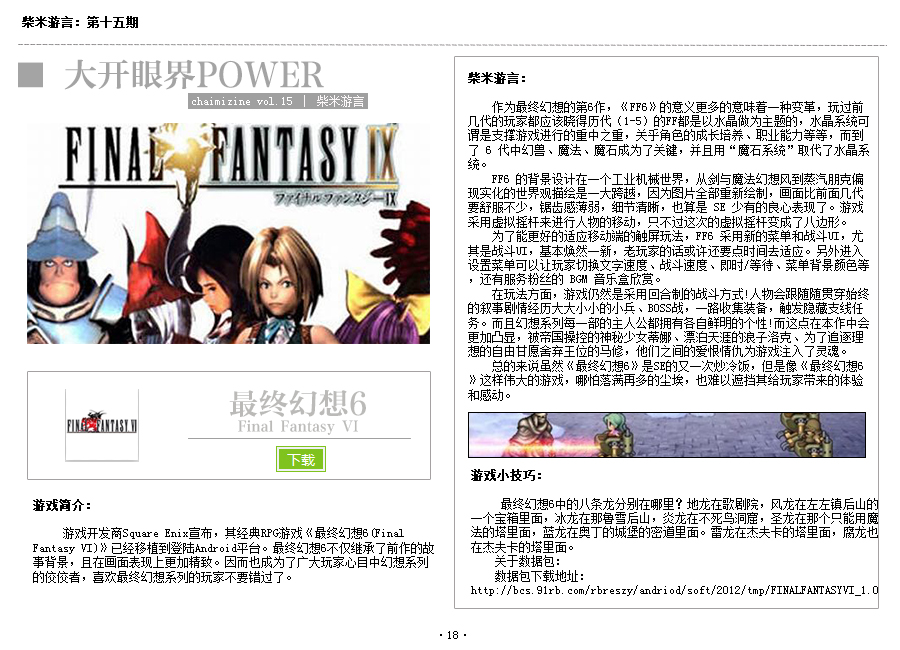 柴米游言：第十五期
大开眼界POWER
chaimizine vol.15 | 柴米游言
FINAL FANTASY IX
ファイナルファンタジーIX
FINAL FANTASY VI
最终幻想6
Final Fantasy VI
下载
游戏简介：
游戏开发商Square Enix宣布，其经典RPG游戏《最终幻想6(Final
Fantasy VI)》已经移植到登陆Android平台。最终幻想6不仅继承了前作的故
事背景，且在画面表现上更加精致。因而也成为了广大玩家心目中幻想系列
的佼佼者，喜欢最终幻想系列的玩家不要错过了。
柴米游言：
作为最终幻想的第6作，《FF6》的意义更多的意味着一种变革，玩过前
几代的玩家都应该晓得历代（1-5）的FF都是以水晶做为主题的，水晶系统可
谓是支撑游戏进行的重中之重，关乎角色的成长培养、职业能力等等，而到
了 6 代中幻兽、魔法、魔石成为了关键，并且用“魔石系统”取代了水晶系
统。
FF6 的背景设计在一个工业机械世界，从剑与魔法幻想风到蒸汽朋克偏
现实化的世界观描绘是一大跨越，因为图片全部重新绘制，画面比前面几代
要舒服不少，锯齿感薄弱，细节清晰，也算是 SE 少有的良心表现了。游戏
采用虚拟摇杆来进行人物的移动，只不过这次的虚拟摇杆变成了八边形。
为了能更好的适应移动端的触屏玩法，FF6 采用新的菜单和战斗UI，尤
其是战斗UI，基本焕然一新，老玩家的话或许还要点时间去适应。另外进入
设置菜单可以让玩家切换文字速度、战斗速度、即时/等待、菜单背景颜色等
，还有服务粉丝的 BGM 音乐盒欣赏。
在玩法方面，游戏仍然是采用回合制的战斗方式!人物会跟随随贯穿始终
的叙事剧情经历大大小小的小兵、BOSS战，一路收集装备，触发隐藏支线任
务。而且幻想系列每一部的主人公都拥有各自鲜明的个性!而这点在本作中会
更加凸显，被帝国操控的神秘少女蒂娜、漂泊天涯的浪子洛克、为了追逐理
想的自由甘愿舍弃王位的马修，他们之间的爱恨情仇为游戏注入了灵魂。
总的来说虽然《最终幻想6》是SE的又一次炒冷饭，但是像《最终幻想6
》这样伟大的游戏，哪怕落满再多的尘埃，也难以遮挡其给玩家带来的体验
和感动。
游戏小技巧：
最终幻想6中的八条龙分别在哪里？地龙在歌剧院，风龙在左左镇后山的
一个宝箱里面，冰龙在那鲁雪后山，炎龙在不死鸟洞窟，圣龙在那个只能用魔
法的塔里面，蓝龙在奥丁的城堡的密道里面。雷龙在杰夫卡的塔里面，腐龙也
在杰夫卡的塔里面。
关于数据包：
数据包下载地址：
http://bcs.91rb.com/rbreszy/andriod/soft/2012/tmp/FINALFANTASYVI_1.0
·18·